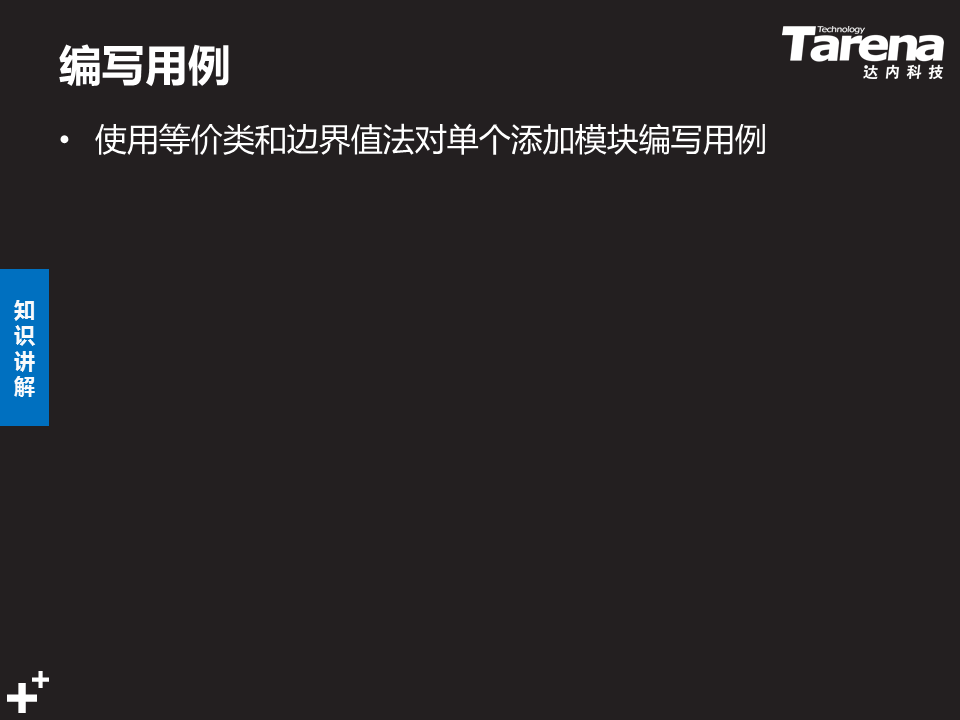 编写用例
Technology
Tarena
达内科技
• 使用等价类和边界值法对单个添加模块编写用例
知
识
讲
解